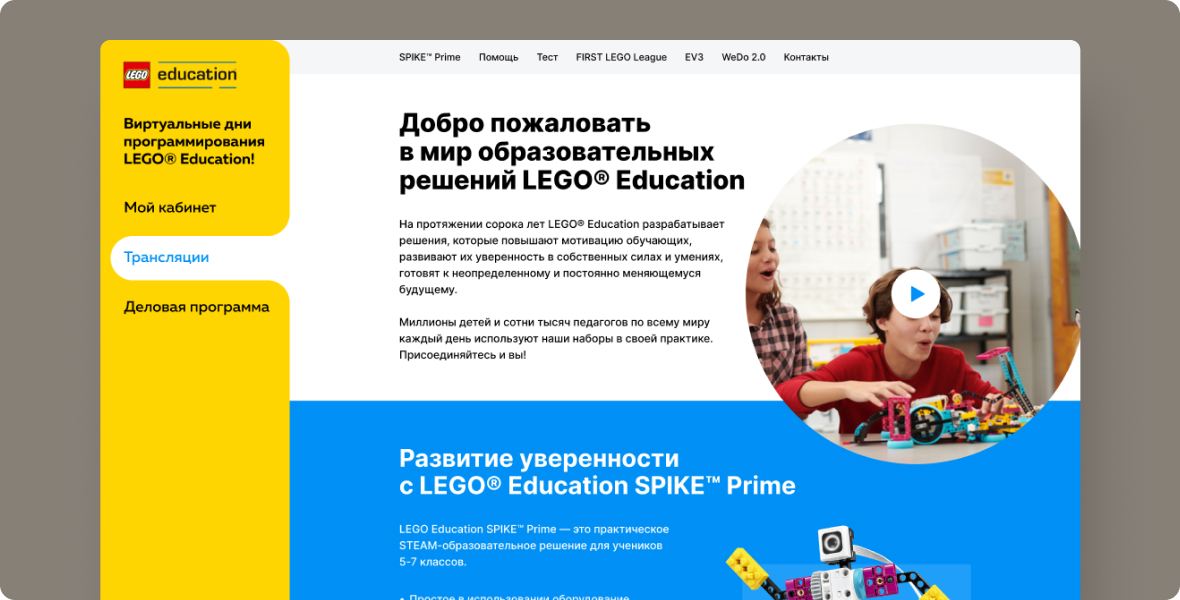 LEGO education
Виртуальные дни
программирования
LEGO® Education!
Мой кабинет
Трансляции
Деловая программа
SPIKE™ Prime Помощь Тест FIRST LEGO League EV3 WeDo 2.0 Контакты
Добро пожаловать
в мир образовательных
решений LEGO® Education
На протяжении сорока лет LEGO® Education разрабатывает
решения, которые повышают мотивацию обучающих,
развивают их уверенность в собственных силах и умениях,
готовят к неопределенному и постоянно меняющемуся
будущему.
Миллионы детей и сотни тысяч педагогов по всему миру
каждый день используют наши наборы в своей практике.
Присоединяйтесь и вы!
Развитие уверенности
с LEGO® Education SPIKE™ Prime
LEGO Education SPIKE™ Prime — это практическое
STEAM-образовательное решение для учеников
5-7 классов.
• Простое в использовании оборудование